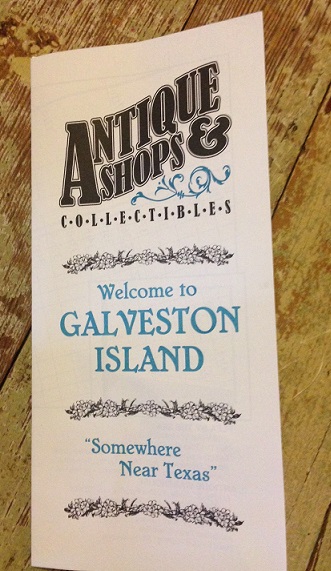 ANTIQUE
SHOPS &
C·O·L·L·E·C·T·I·B·L·E·S
Welcome to
GALVESTON
ISLAND
“Somewhere
Near Texas”